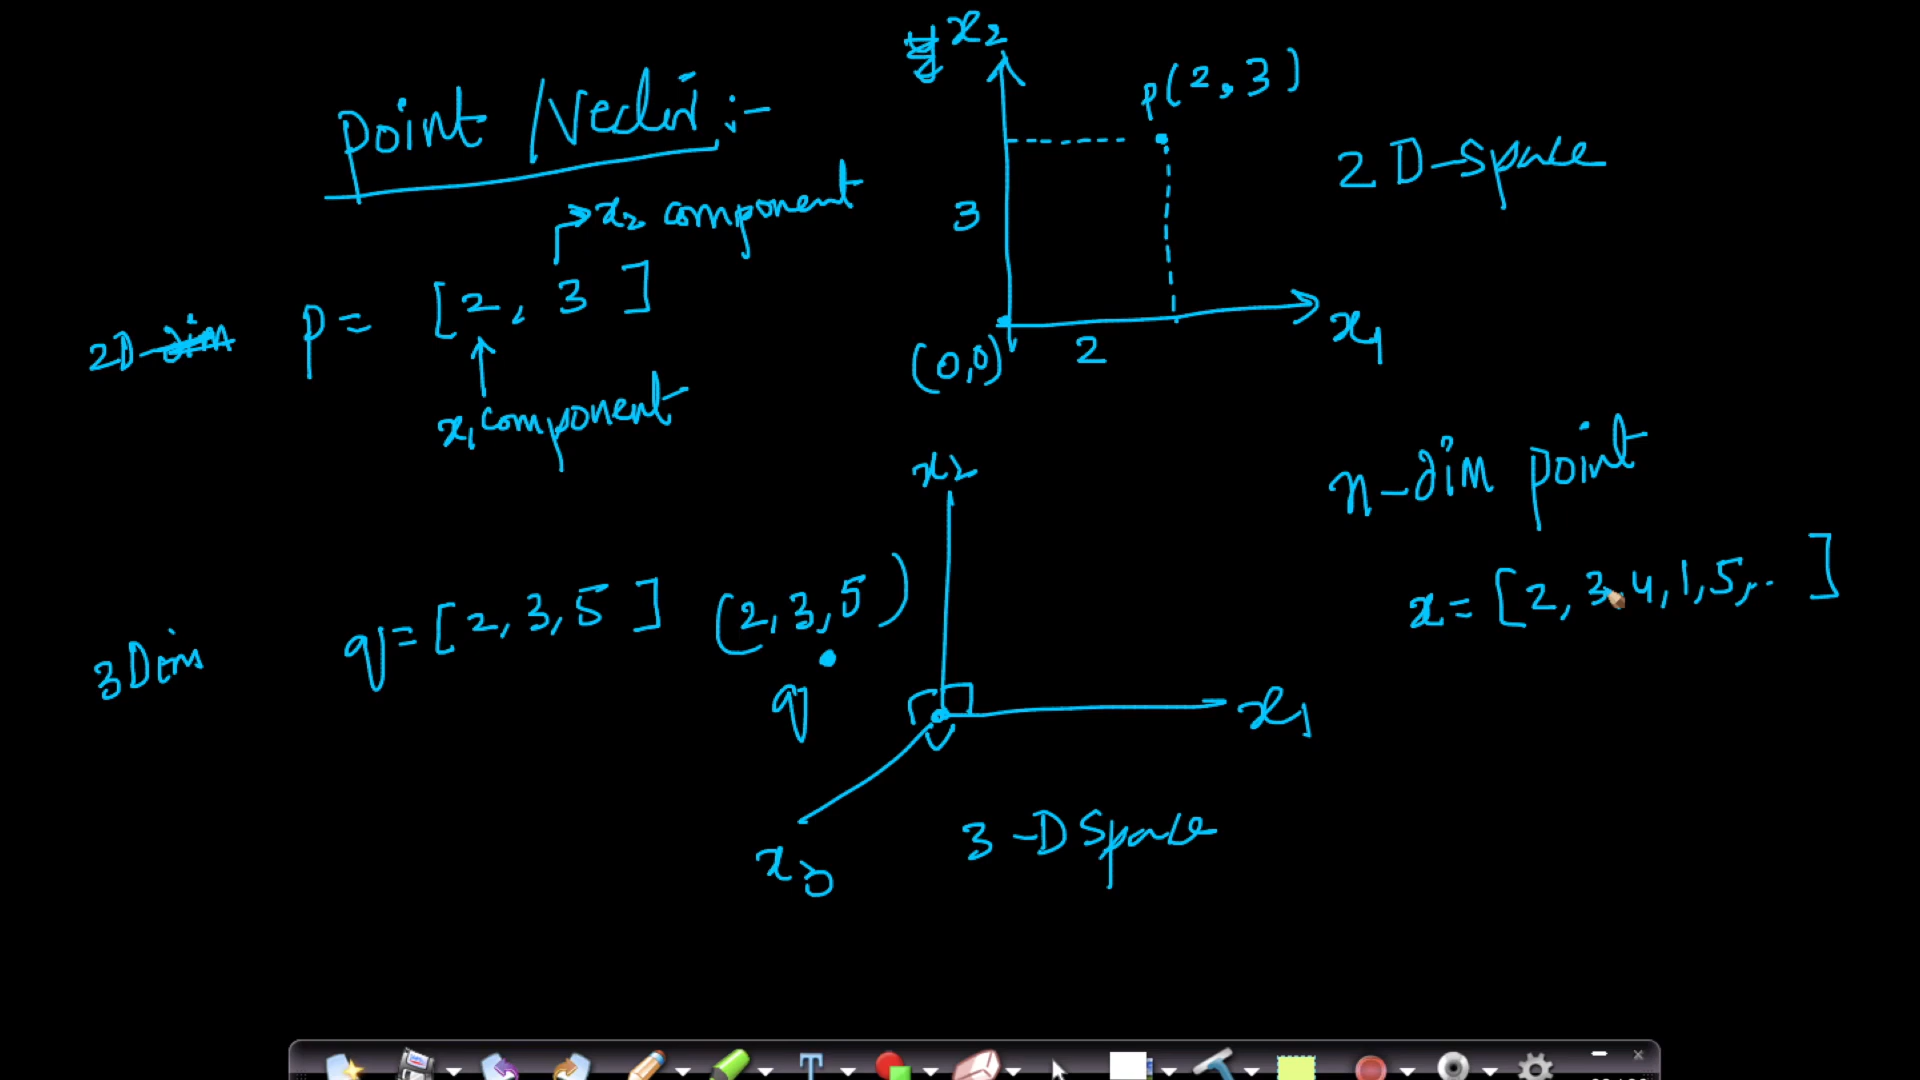 Point /Vector :-
x2 component
2D-dim P = [2, 3]
x1 component
y x2
P(2,3)
3
2D-Space
(0,0)
2
x1
n-dim point
x = [2, 3, 4, 1, 5, .. ]
3Dim q = [2, 3, 5] (2, 3, 5)
q
x2
x1
x3
3-D Space
T